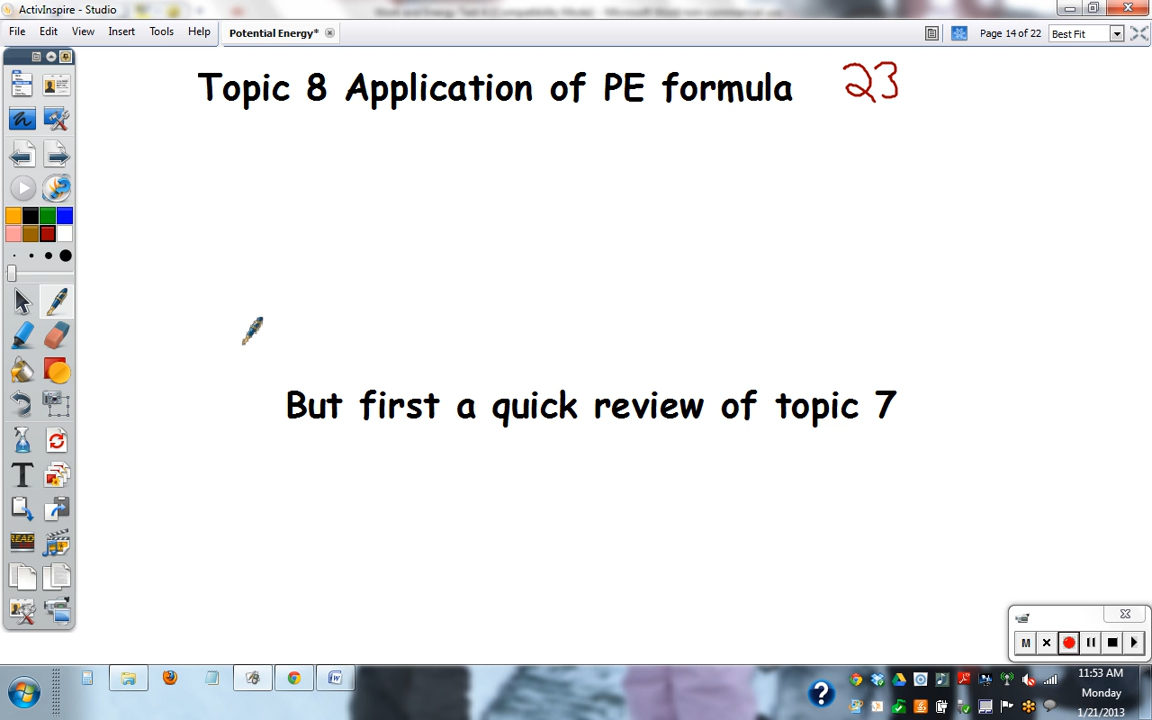 ActivInspire - Studio
File Edit View Insert Tools Help Potential Energy* Page 14 of 22 Best Fit
Topic 8 Application of PE formula 23
But first a quick review of topic 7
T
READ
M
?
W
11:53 AM
Monday
1/21/2013